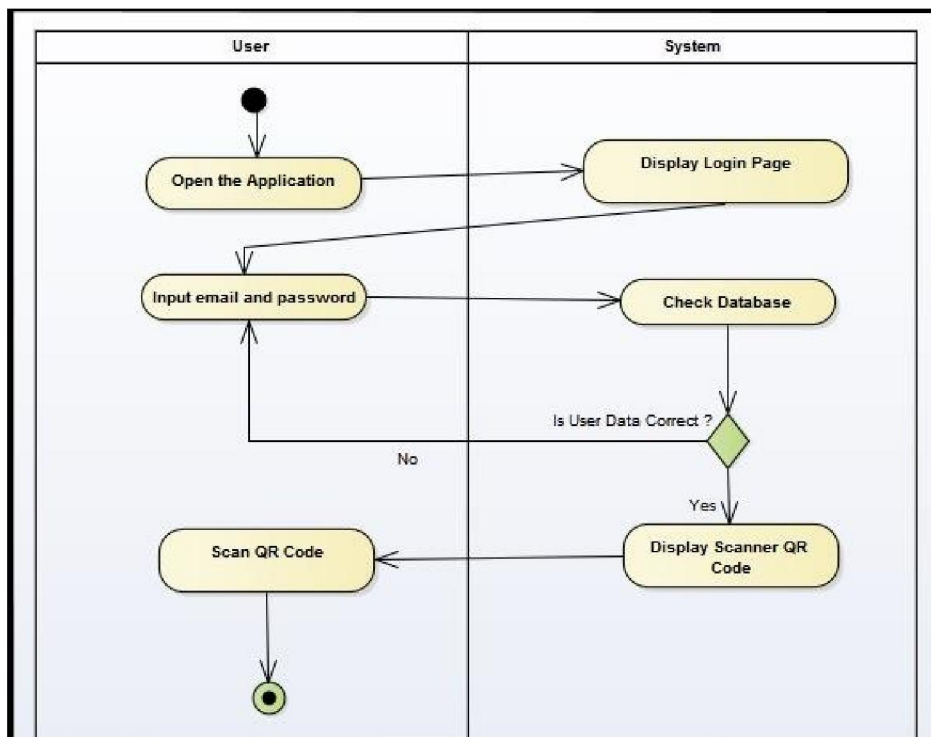 User
System
Open the Application
Display Login Page
Input email and password
Check Database
Is User Data Correct ?
No
Yes
Scan QR Code
Display Scanner QR
Code